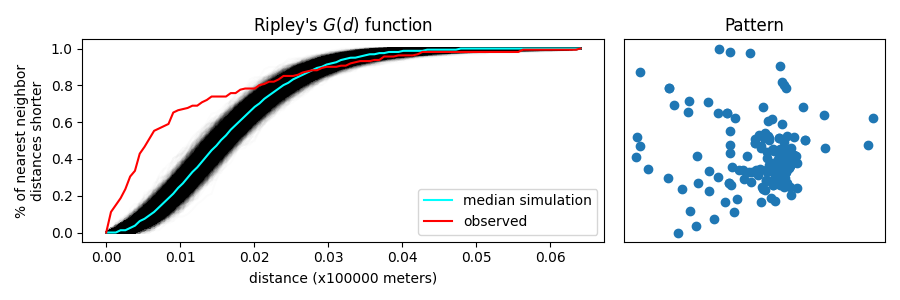 Ripley's G(d) function
Pattern
% of nearest neighbor
distances shorter
1.0
0.8
0.6
0.4
0.2
0.0
median simulation
observed
0.00 0.01 0.02 0.03 0.04 0.05 0.06
distance (x100000 meters)